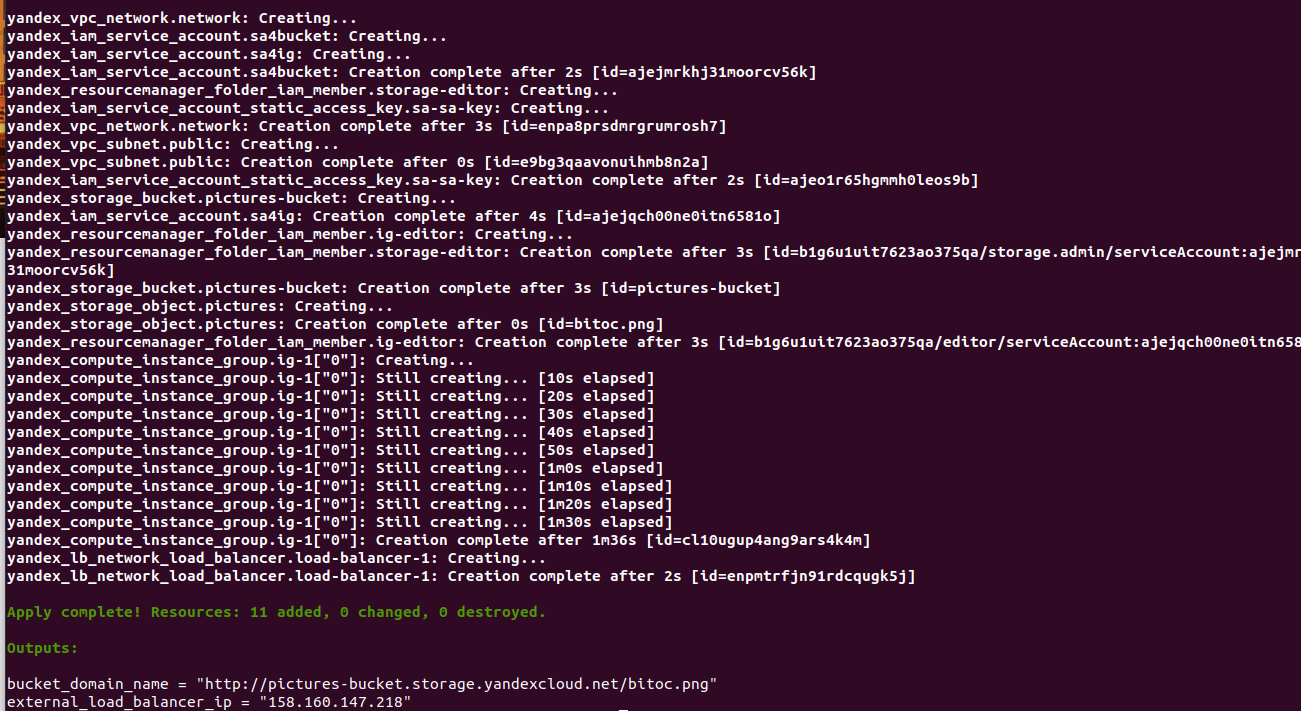 yandex_vpc_network.network: Creating...
yandex_iam_service_account.sa4bucket: Creating...
yandex_iam_service_account.sa4ig: Creating...
yandex_iam_service_account.sa4bucket: Creation complete after 2s [id=ajejmrkhj31moorcv56k]
yandex_resourcemanager_folder_iam_member.storage-editor: Creating...
yandex_iam_service_account_static_access_key.sa-sa-key: Creating...
yandex_vpc_network.network: Creation complete after 3s [id=enpa8prsdmrgrumrosh7]
yandex_vpc_subnet.public: Creating...
yandex_vpc_subnet.public: Creation complete after 0s [id=e9bg3qaavonuihmb8n2a]
yandex_iam_service_account_static_access_key.sa-sa-key: Creation complete after 2s [id=ajeo1r65hgmmh0leos9b]
yandex_storage_bucket.pictures-bucket: Creating...
yandex_iam_service_account.sa4ig: Creation complete after 4s [id=ajejqch00ne0itn6581o]
yandex_resourcemanager_folder_iam_member.ig-editor: Creating...
yandex_resourcemanager_folder_iam_member.storage-editor: Creation complete after 3s [id=b1g6u1uit7623ao375qa/storage.admin/serviceAccount:ajejmr
31moorcv56k]
yandex_storage_bucket.pictures-bucket: Creation complete after 3s [id=pictures-bucket]
yandex_storage_object.pictures: Creating...
yandex_storage_object.pictures: Creation complete after 0s [id=bitoc.png]
yandex_resourcemanager_folder_iam_member.ig-editor: Creation complete after 3s [id=b1g6u1uit7623ao375qa/editor/serviceAccount:ajejqch00ne0itn658
yandex_compute_instance_group.ig-1["0"]: Creating...
yandex_compute_instance_group.ig-1["0"]: Still creating... [10s elapsed]
yandex_compute_instance_group.ig-1["0"]: Still creating... [20s elapsed]
yandex_compute_instance_group.ig-1["0"]: Still creating... [30s elapsed]
yandex_compute_instance_group.ig-1["0"]: Still creating... [40s elapsed]
yandex_compute_instance_group.ig-1["0"]: Still creating... [50s elapsed]
yandex_compute_instance_group.ig-1["0"]: Still creating... [1m0s elapsed]
yandex_compute_instance_group.ig-1["0"]: Still creating... [1m10s elapsed]
yandex_compute_instance_group.ig-1["0"]: Still creating... [1m20s elapsed]
yandex_compute_instance_group.ig-1["0"]: Still creating... [1m30s elapsed]
yandex_compute_instance_group.ig-1["0"]: Creation complete after 1m36s [id=cl10ugup4ang9ars4k4m]
yandex_lb_network_load_balancer.load-balancer-1: Creating...
yandex_lb_network_load_balancer.load-balancer-1: Creation complete after 2s [id=enpmtrfjn91rdcqugk5j]
Apply complete! Resources: 11 added, 0 changed, 0 destroyed.
Outputs:
bucket_domain_name = "http://pictures-bucket.storage.yandexcloud.net/bitoc.png"
external_load_balancer_ip = "158.160.147.218"